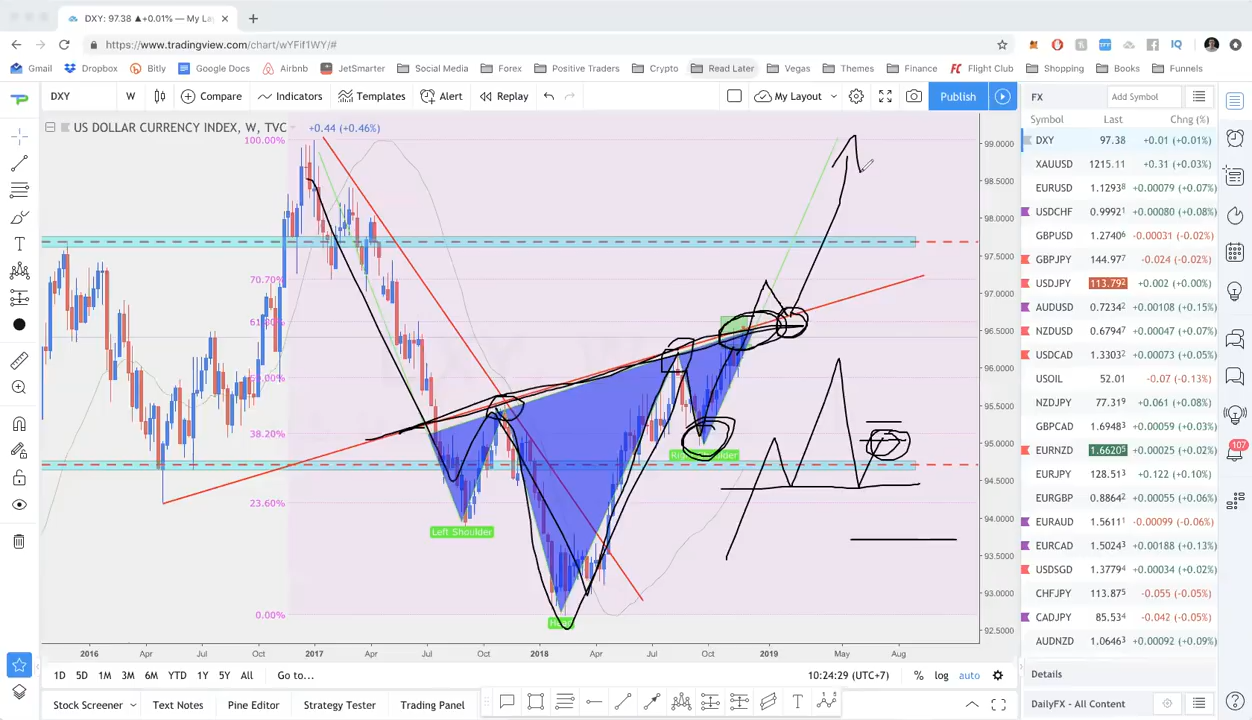 DXY: 97.38 ▲+0.01% — My La
https://www.tradingview.com/chart/wYFif1WY/#
Gmail Dropbox Bitly Google Docs Airbnb JetSmarter Social Media Forex Positive Traders Crypto Read Later Vegas Themes Finance Flight Club Shopping Books Funnels
DXY W Compare Indicators Templates Alert Replay My Layout Publish
FX Add Symbol
US DOLLAR CURRENCY INDEX, W, TVC +0.44 (+0.46%)
Symbol Last Chg (%)
DXY 97.38 +0.01 (+0.01%)
XAUUSD 1215.11 +0.31 (+0.03%)
EURUSD 1.12938 +0.00079 (+0.07%)
USDCHF 0.99921 +0.00080 (+0.08%)
GBPUSD 1.27406 -0.00031 (-0.02%)
GBPJPY 144.977 -0.024 (-0.02%)
USDJPY 113.792 +0.002 (+0.00%)
AUDUSD 0.72342 +0.00108 (+0.15%)
NZDUSD 0.67947 +0.00047 (+0.07%)
USDCAD 1.33032 +0.00073 (+0.05%)
USOIL 52.01 -0.07 (-0.13%)
NZDJPY 77.319 +0.061 (+0.08%)
GBPCAD 1.69483 +0.00059 (+0.03%)
EURNZD 1.66205 +0.00025 (+0.02%)
EURJPY 128.513 +0.122 (+0.10%)
EURGBP 0.88642 +0.00055 (+0.06%)
EURAUD 1.56111 -0.00099 (-0.06%)
EURCAD 1.50243 +0.00188 (+0.13%)
USDSGD 1.37794 +0.00034 (+0.02%)
CHFJPY 113.875 -0.055 (-0.05%)
CADJPY 85.534 -0.042 (-0.05%)
AUDNZD 1.06463 +0.00092 (+0.09%)
107
100.00%
70.70%
38.20%
23.60%
0.00%
99.0000
98.5000
98.0000
97.5000
97.0000
96.5000
96.0000
95.5000
95.0000
94.5000
94.0000
93.5000
93.0000
92.5000
Left Shoulder
2016 Apr Jul Oct 2017 Apr Jul Oct 2018 Apr Jul Oct 2019 May Aug
1D 5D 1M 3M 6M YTD 1Y 5Y All Go to... 10:24:29 (UTC+7) % log auto
Details
Stock Screener Text Notes Pine Editor Strategy Tester Trading Panel
DailyFX - All Content